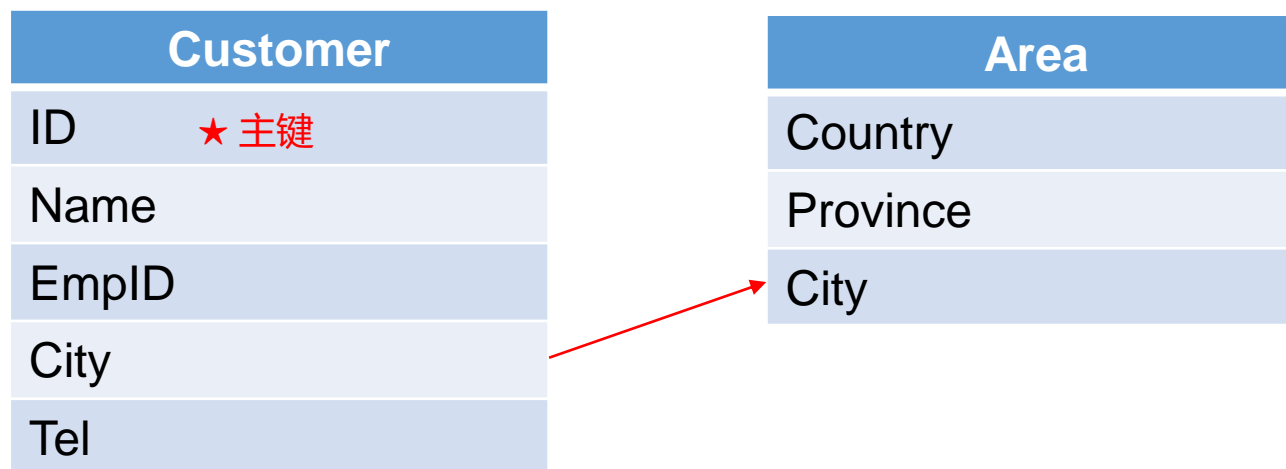 Customer
ID ★ 主键
Name
EmpID
City
Tel
Area
Country
Province
City